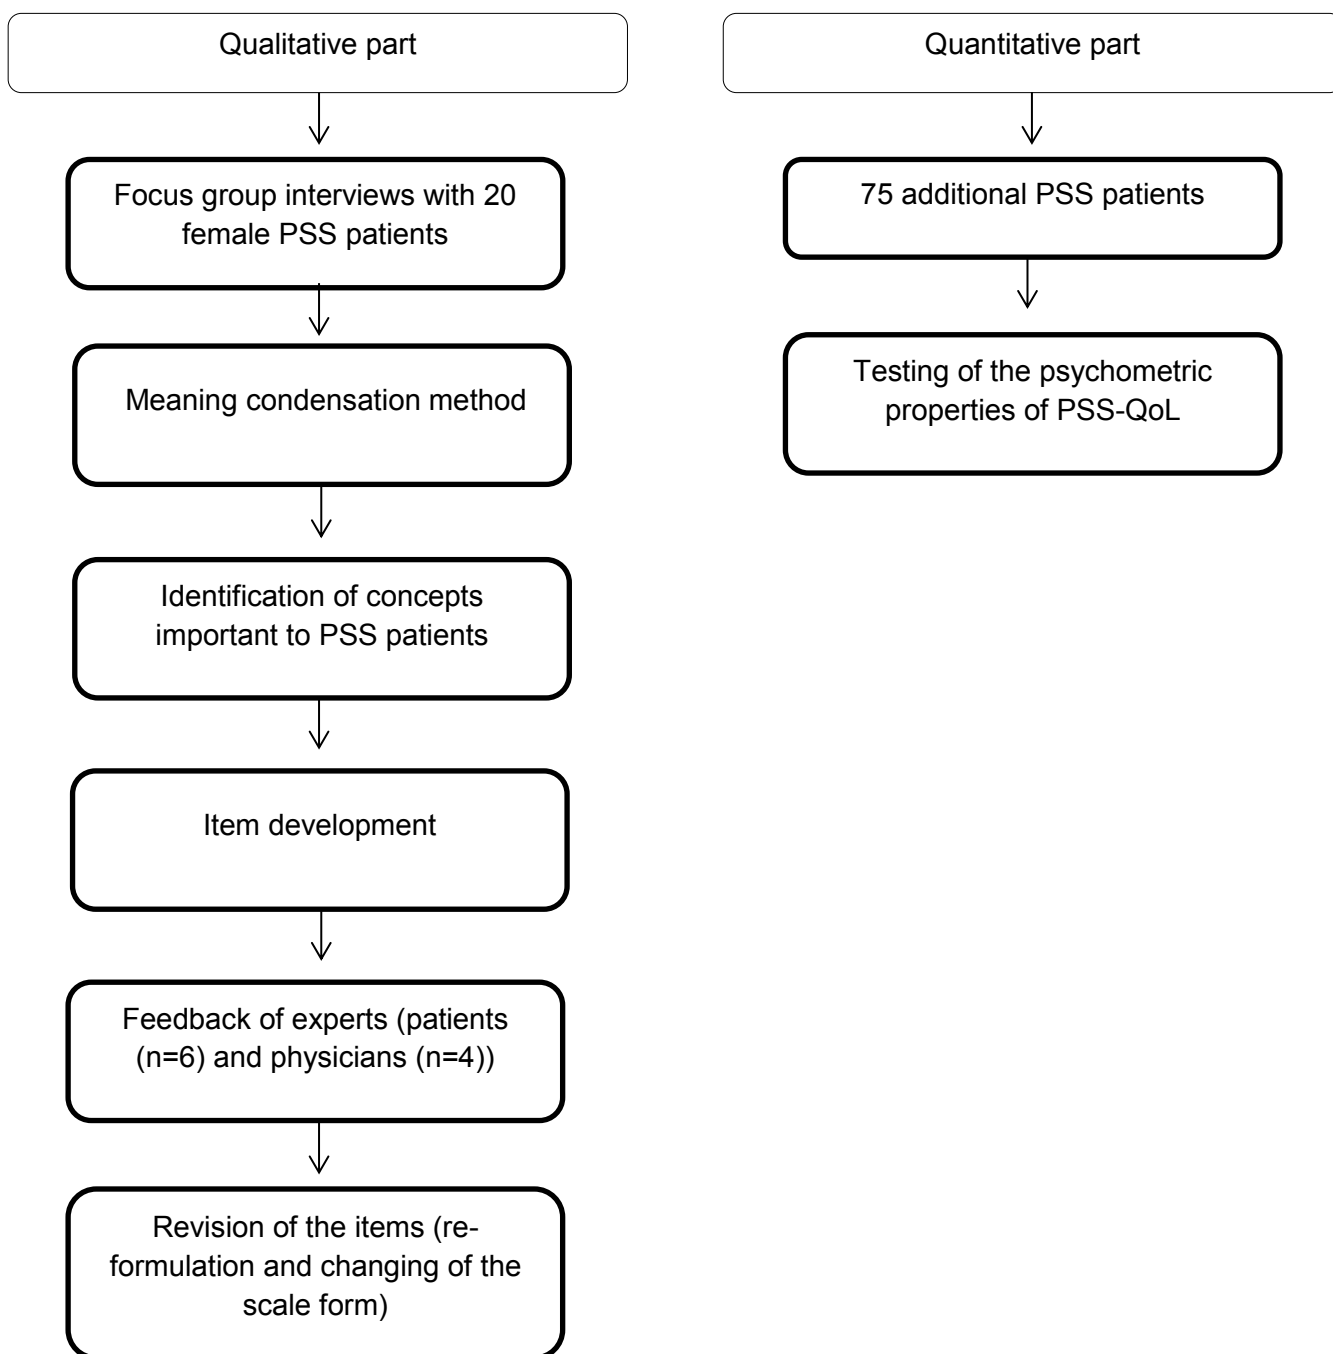 Qualitative part
Focus group interviews with 20
female PSS patients
Meaning condensation method
Identification of concepts
important to PSS patients
Item development
Feedback of experts (patients
(n=6) and physicians (n=4))
Revision of the items (re-
formulation and changing of the
scale form)
Quantitative part
75 additional PSS patients
Testing of the psychometric
properties of PSS-QoL